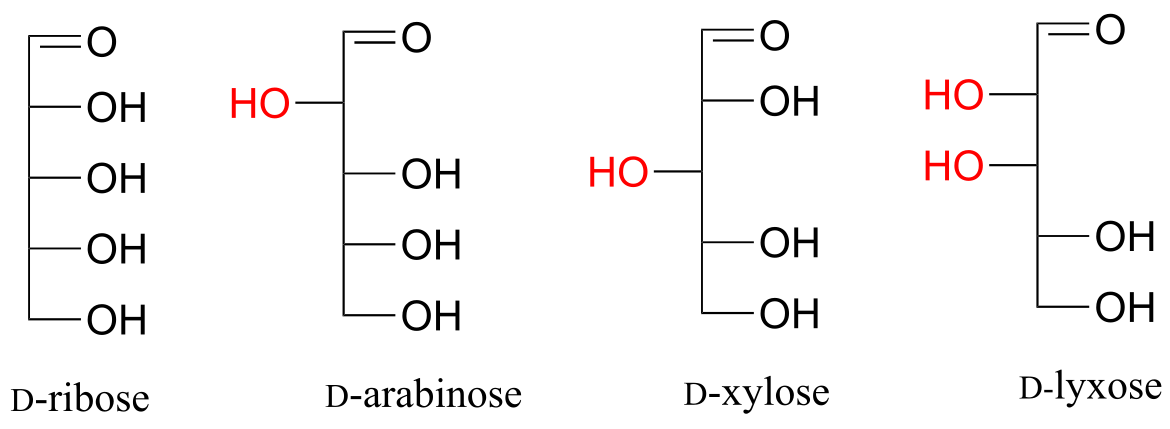 O O O O
OH HO OH HO
OH OH HO HO
OH OH OH OH
OH OH OH OH
D-ribose D-arabinose D-xylose D-lyxose